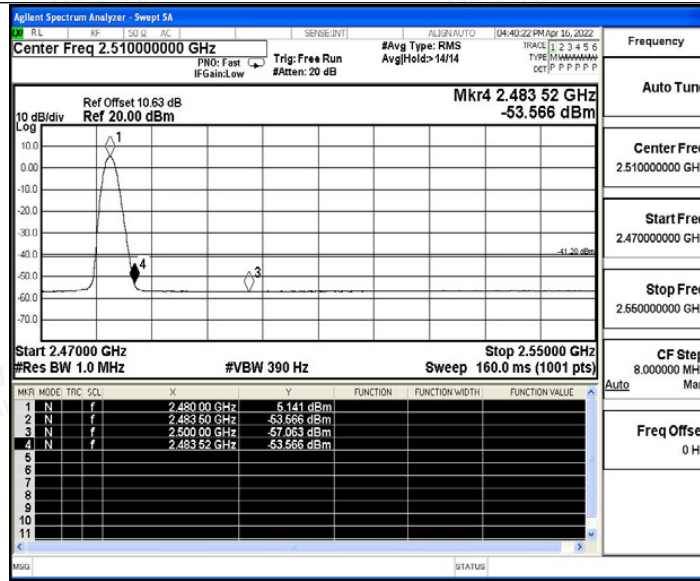 Agilent Spectrum Analyzer - Swept SA
RL RF 50 Ω AC SENSE:INT ALIGNAUTO 04:40:22 PM Apr 16, 2022
Center Freq 2.510000000 GHz
PNO: Fast
IFGain:Low
Trig: Free Run
#Atten: 20 dB
#Avg Type: RMS
Avg|Hold:> 14/14
TRACE 1 2 3 4 5 6
TYPE MWWWWW
DET P P P P P P
Ref Offset 10.63 dB
10 dB/div Ref 20.00 dBm
Log
Mkr4 2.483 52 GHz
-53.566 dBm
1
10.0
0.00
-10.0
-20.0
-30.0
-40.0
-41.20 dBm
-50.0
4
3
-60.0
-70.0
Start 2.47000 GHz Stop 2.55000 GHz
#Res BW 1.0 MHz #VBW 390 Hz Sweep 160.0 ms (1001 pts)
MKR MODE TRC SCL X Y FUNCTION FUNCTION WIDTH FUNCTION VALUE
1 N f 2.480 00 GHz 5.141 dBm
2 N f 2.483 50 GHz -53.566 dBm
3 N f 2.500 00 GHz -57.063 dBm
4 N f 2.483 52 GHz -53.566 dBm
5
6
7
8
9
10
11
MSG STATUS
Frequency
Auto Tun
Center Fre
2.510000000 GH
Start Fre
2.470000000 GH
Stop Fre
2.550000000 GH
CF Ste
8.000000 MH
Auto Ma
Freq Offse
0 H